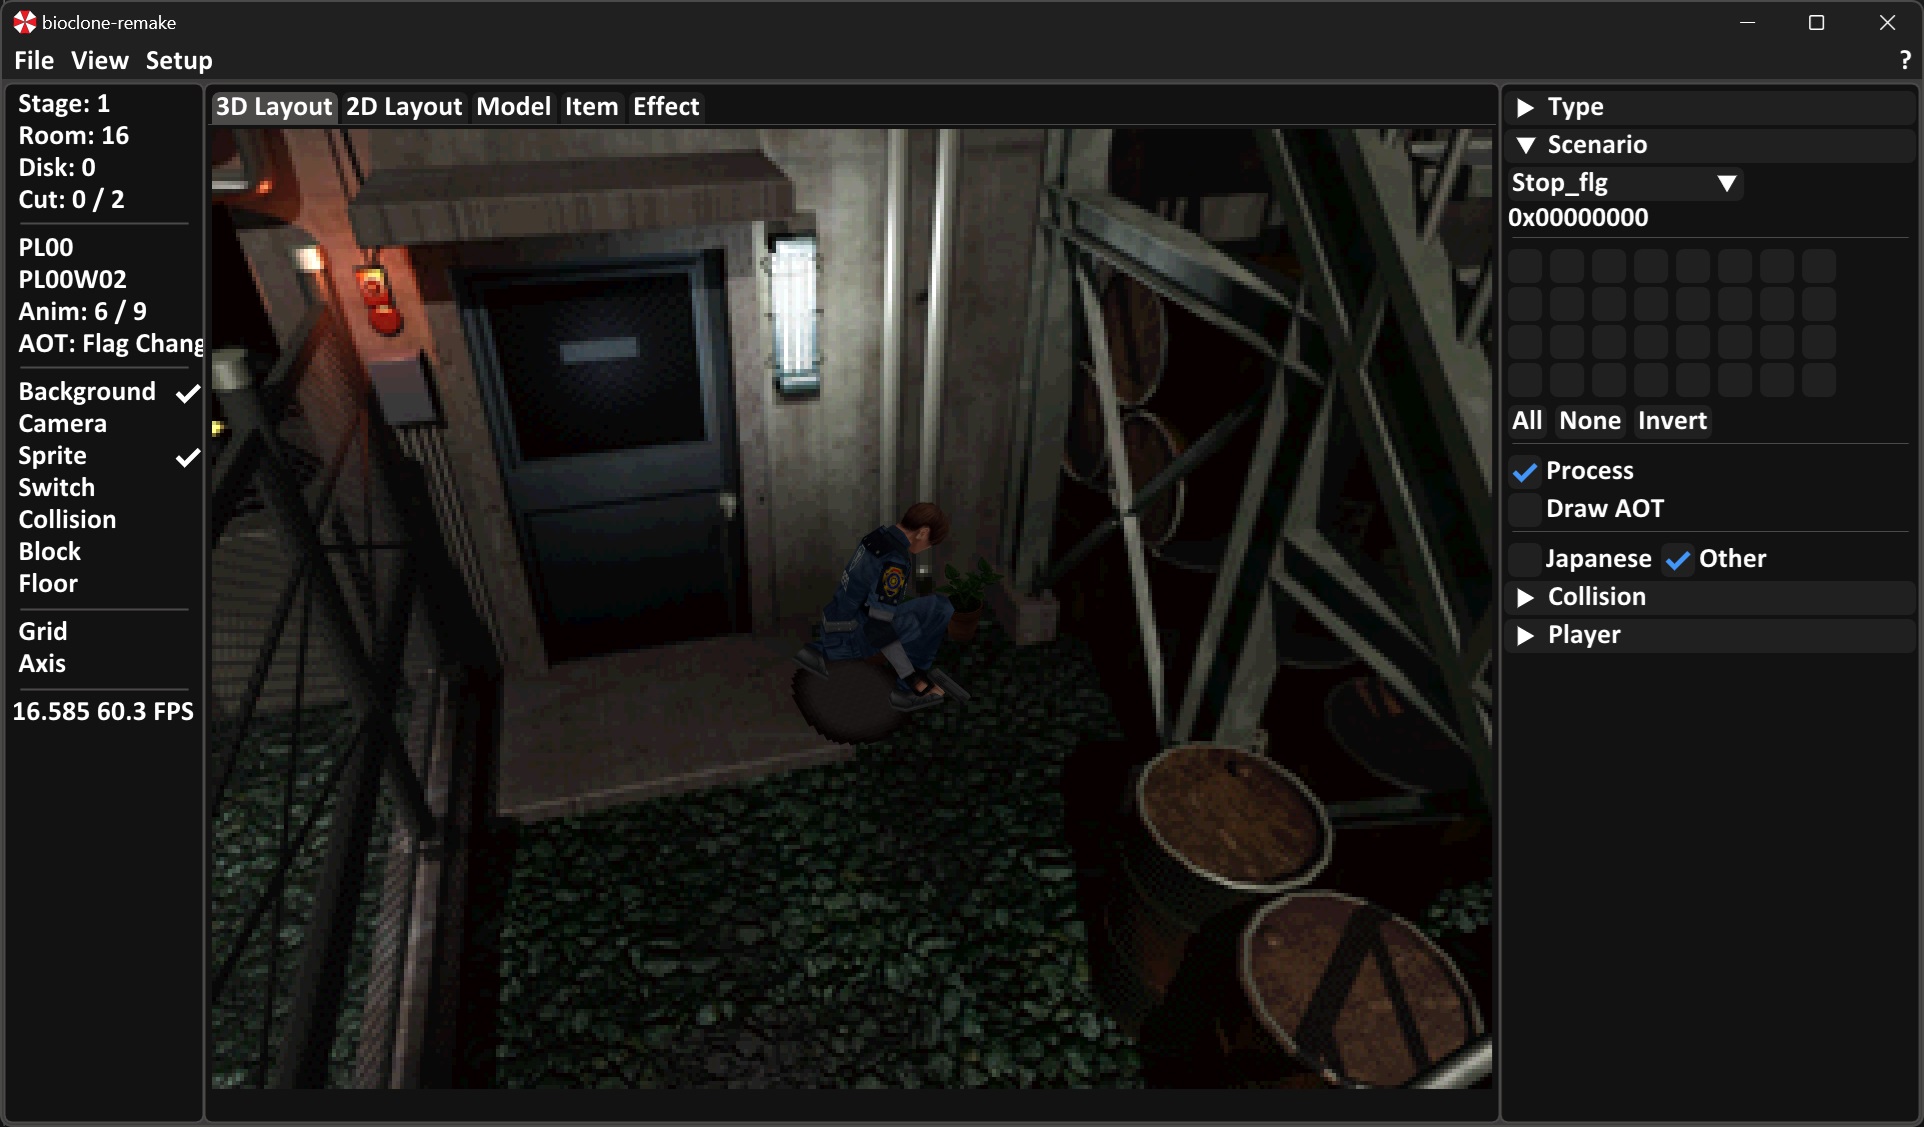 bioclone-remake
File View Setup ?
Stage: 1
Room: 16
Disk: 0
Cut: 0 / 2
PL00
PL00W02
Anim: 6 / 9
AOT: Flag Chang
Background
Camera
Sprite
Switch
Collision
Block
Floor
Grid
Axis
16.585 60.3 FPS
3D Layout 2D Layout Model Item Effect
Type
Scenario
Stop_flg
0x00000000
All None Invert
Process
Draw AOT
Japanese Other
Collision
Player